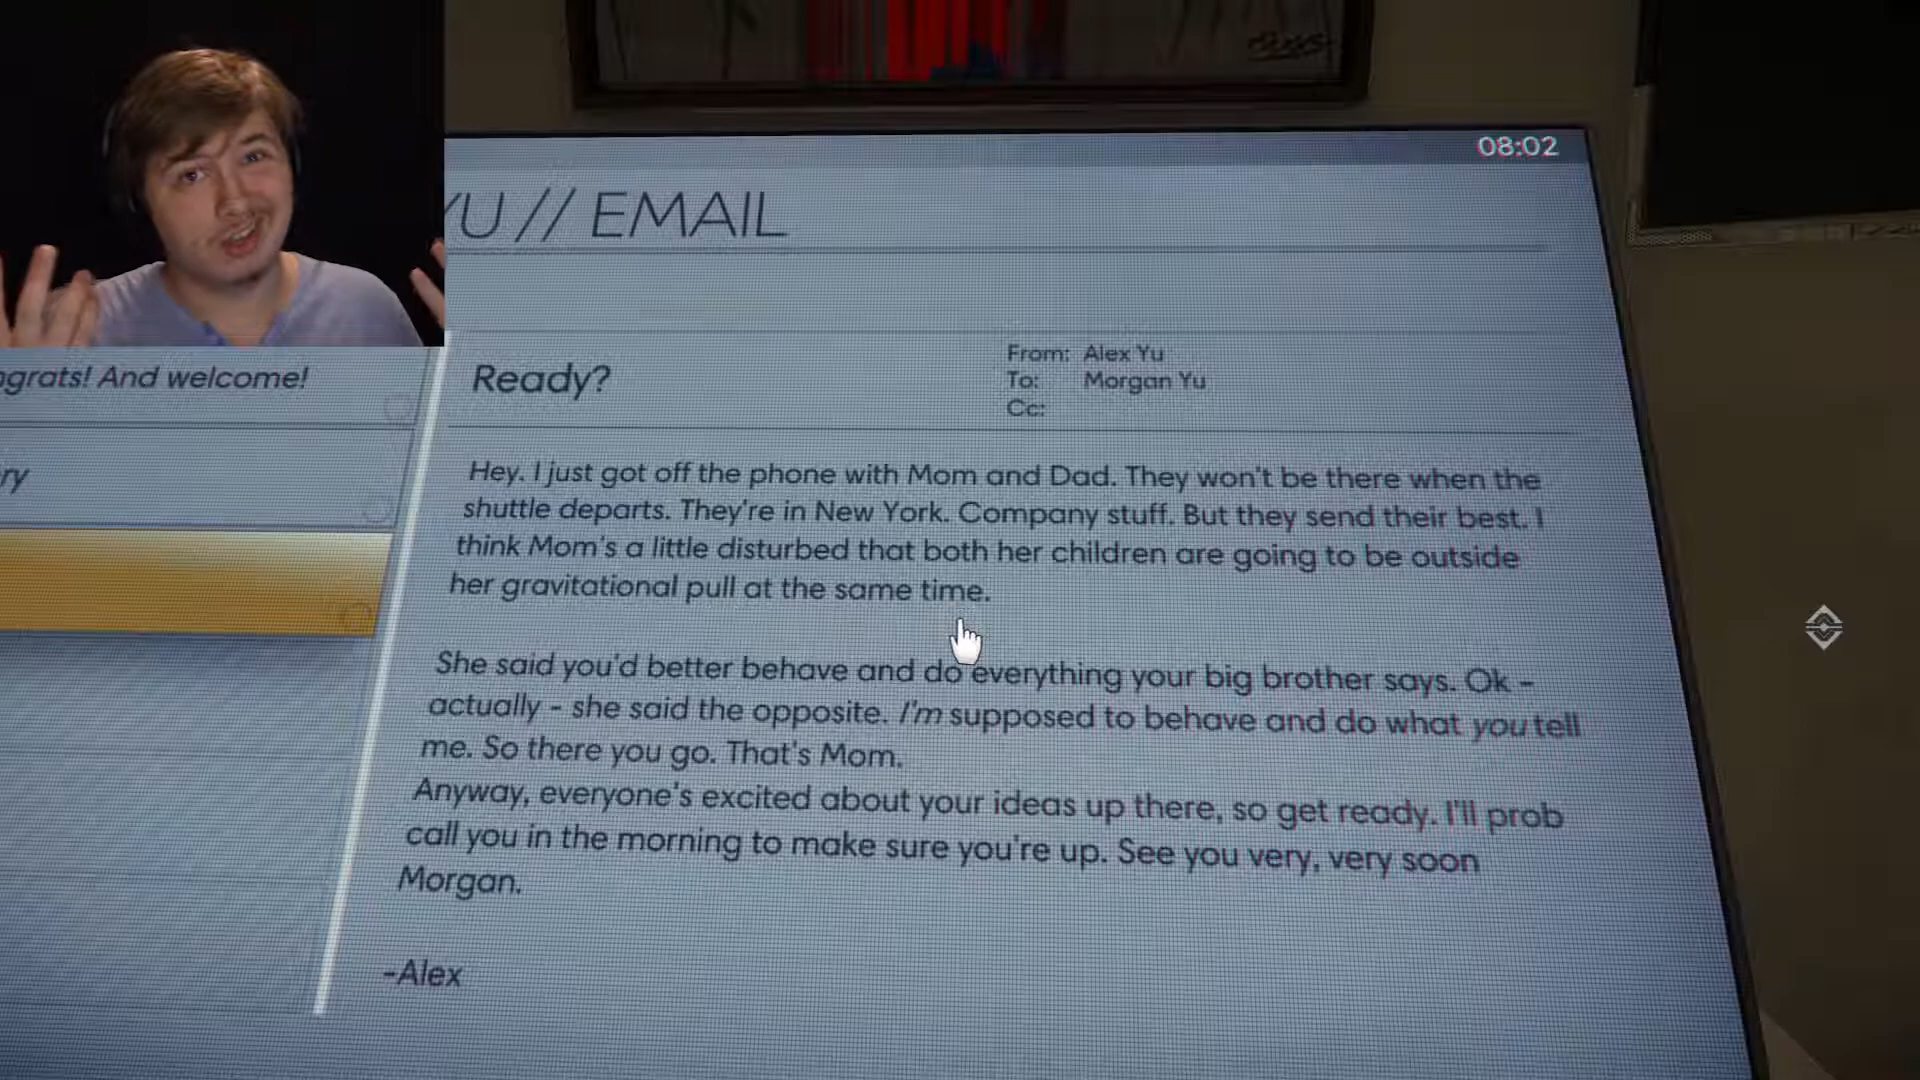 08:02
YU // EMAIL
ngrats! And welcome!
ry
Ready?
From: Alex Yu
To: Morgan Yu
Cc:
Hey. I just got off the phone with Mom and Dad. They won't be there when the
shuttle departs. They're in New York. Company stuff. But they send their best. I
think Mom's a little disturbed that both her children are going to be outside
her gravitational pull at the same time.
She said you'd better behave and do everything your big brother says. Ok -
actually - she said the opposite. I'm supposed to behave and do what you tell
me. So there you go. That's Mom.
Anyway, everyone's excited about your ideas up there, so get ready. I'll prob
call you in the morning to make sure you're up. See you very, very soon
Morgan.
-Alex